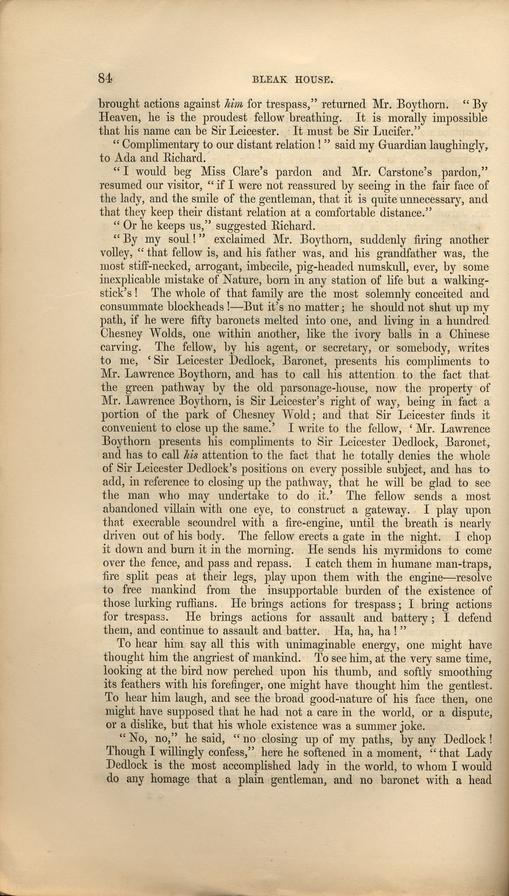 84 BLEAK HOUSE.
brought actions against him for trespass," returned Mr. Boythorn. "By
Heaven, he is the proudest fellow breathing. It is morally impossible
that his name can be Sir Leicester. It must be Sir Lucifer."
"Complimentary to our distant relation!" said my Guardian laughingly,
to Ada and Richard.
"I would beg Miss Clare's pardon and Mr. Carstone's pardon,"
resumed our visitor, "if I were not reassured by seeing in the fair face of
the lady, and the smile of the gentleman, that it is quite unnecessary, and
that they keep their distant relation at a comfortable distance."
"Or he keeps us," suggested Richard.
"By my soul!" exclaimed Mr. Boythorn, suddenly firing another
volley, "that fellow is, and his father was, and his grandfather was, the
most stiff-necked, arrogant, imbecile, pig-headed numskull, ever, by some
inexplicable mistake of Nature, born in any station of life but a walking-
stick's! The whole of that family are the most solemnly conceited and
consummate blockheads!—But it's no matter; he should not shut up my
path, if he were fifty baronets melted into one, and living in a hundred
Chesney Wolds, one within another, like the ivory balls in a Chinese
carving. The fellow, by his agent, or secretary, or somebody, writes
to me, 'Sir Leicester Dedlock, Baronet, presents his compliments to
Mr. Lawrence Boythorn, and has to call his attention to the fact that
the green pathway by the old parsonage-house, now the property of
Mr. Lawrence Boythorn, is Sir Leicester's right of way, being in fact a
portion of the park of Chesney Wold; and that Sir Leicester finds it
convenient to close up the same.' I write to the fellow, 'Mr. Lawrence
Boythorn presents his compliments to Sir Leicester Dedlock, Baronet,
and has to call his attention to the fact that he totally denies the whole
of Sir Leicester Dedlock's positions on every possible subject, and has to
add, in reference to closing up the pathway, that he will be glad to see
the man who may undertake to do it.' The fellow sends a most
abandoned villain with one eye, to construct a gateway. I play upon
that execrable scoundrel with a fire-engine, until the breath is nearly
driven out of his body. The fellow erects a gate in the night. I chop
it down and burn it in the morning. He sends his myrmidons to come
over the fence, and pass and repass. I catch them in humane man-traps,
fire split peas at their legs, play upon them with the engine—resolve
to free mankind from the insupportable burden of the existence of
those lurking ruffians. He brings actions for trespass; I bring actions
for trespass. He brings actions for assault and battery; I defend
them, and continue to assault and batter. Ha, ha, ha!"
To hear him say all this with unimaginable energy, one might have
thought him the angriest of mankind. To see him, at the very same time,
looking at the bird now perched upon his thumb, and softly smoothing
its feathers with his forefinger, one might have thought him the gentlest.
To hear him laugh, and see the broad good-nature of his face then, one
might have supposed that he had not a care in the world, or a dispute,
or a dislike, but that his whole existence was a summer joke.
"No, no," he said, "no closing up of my paths, by any Dedlock!
Though I willingly confess," here he softened in a moment, "that Lady
Dedlock is the most accomplished lady in the world, to whom I would
do any homage that a plain gentleman, and no baronet with a head